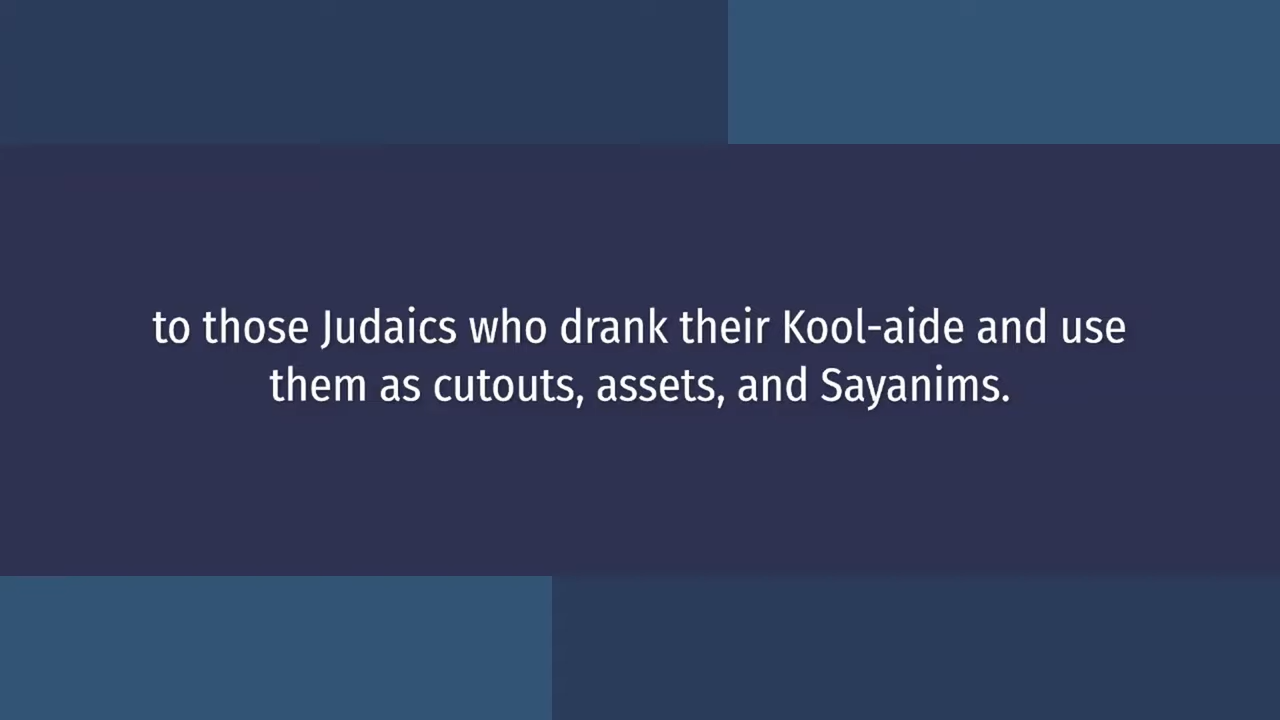 to those Judaics who drank their Kool-aide and use
them as cutouts, assets, and Sayanims.